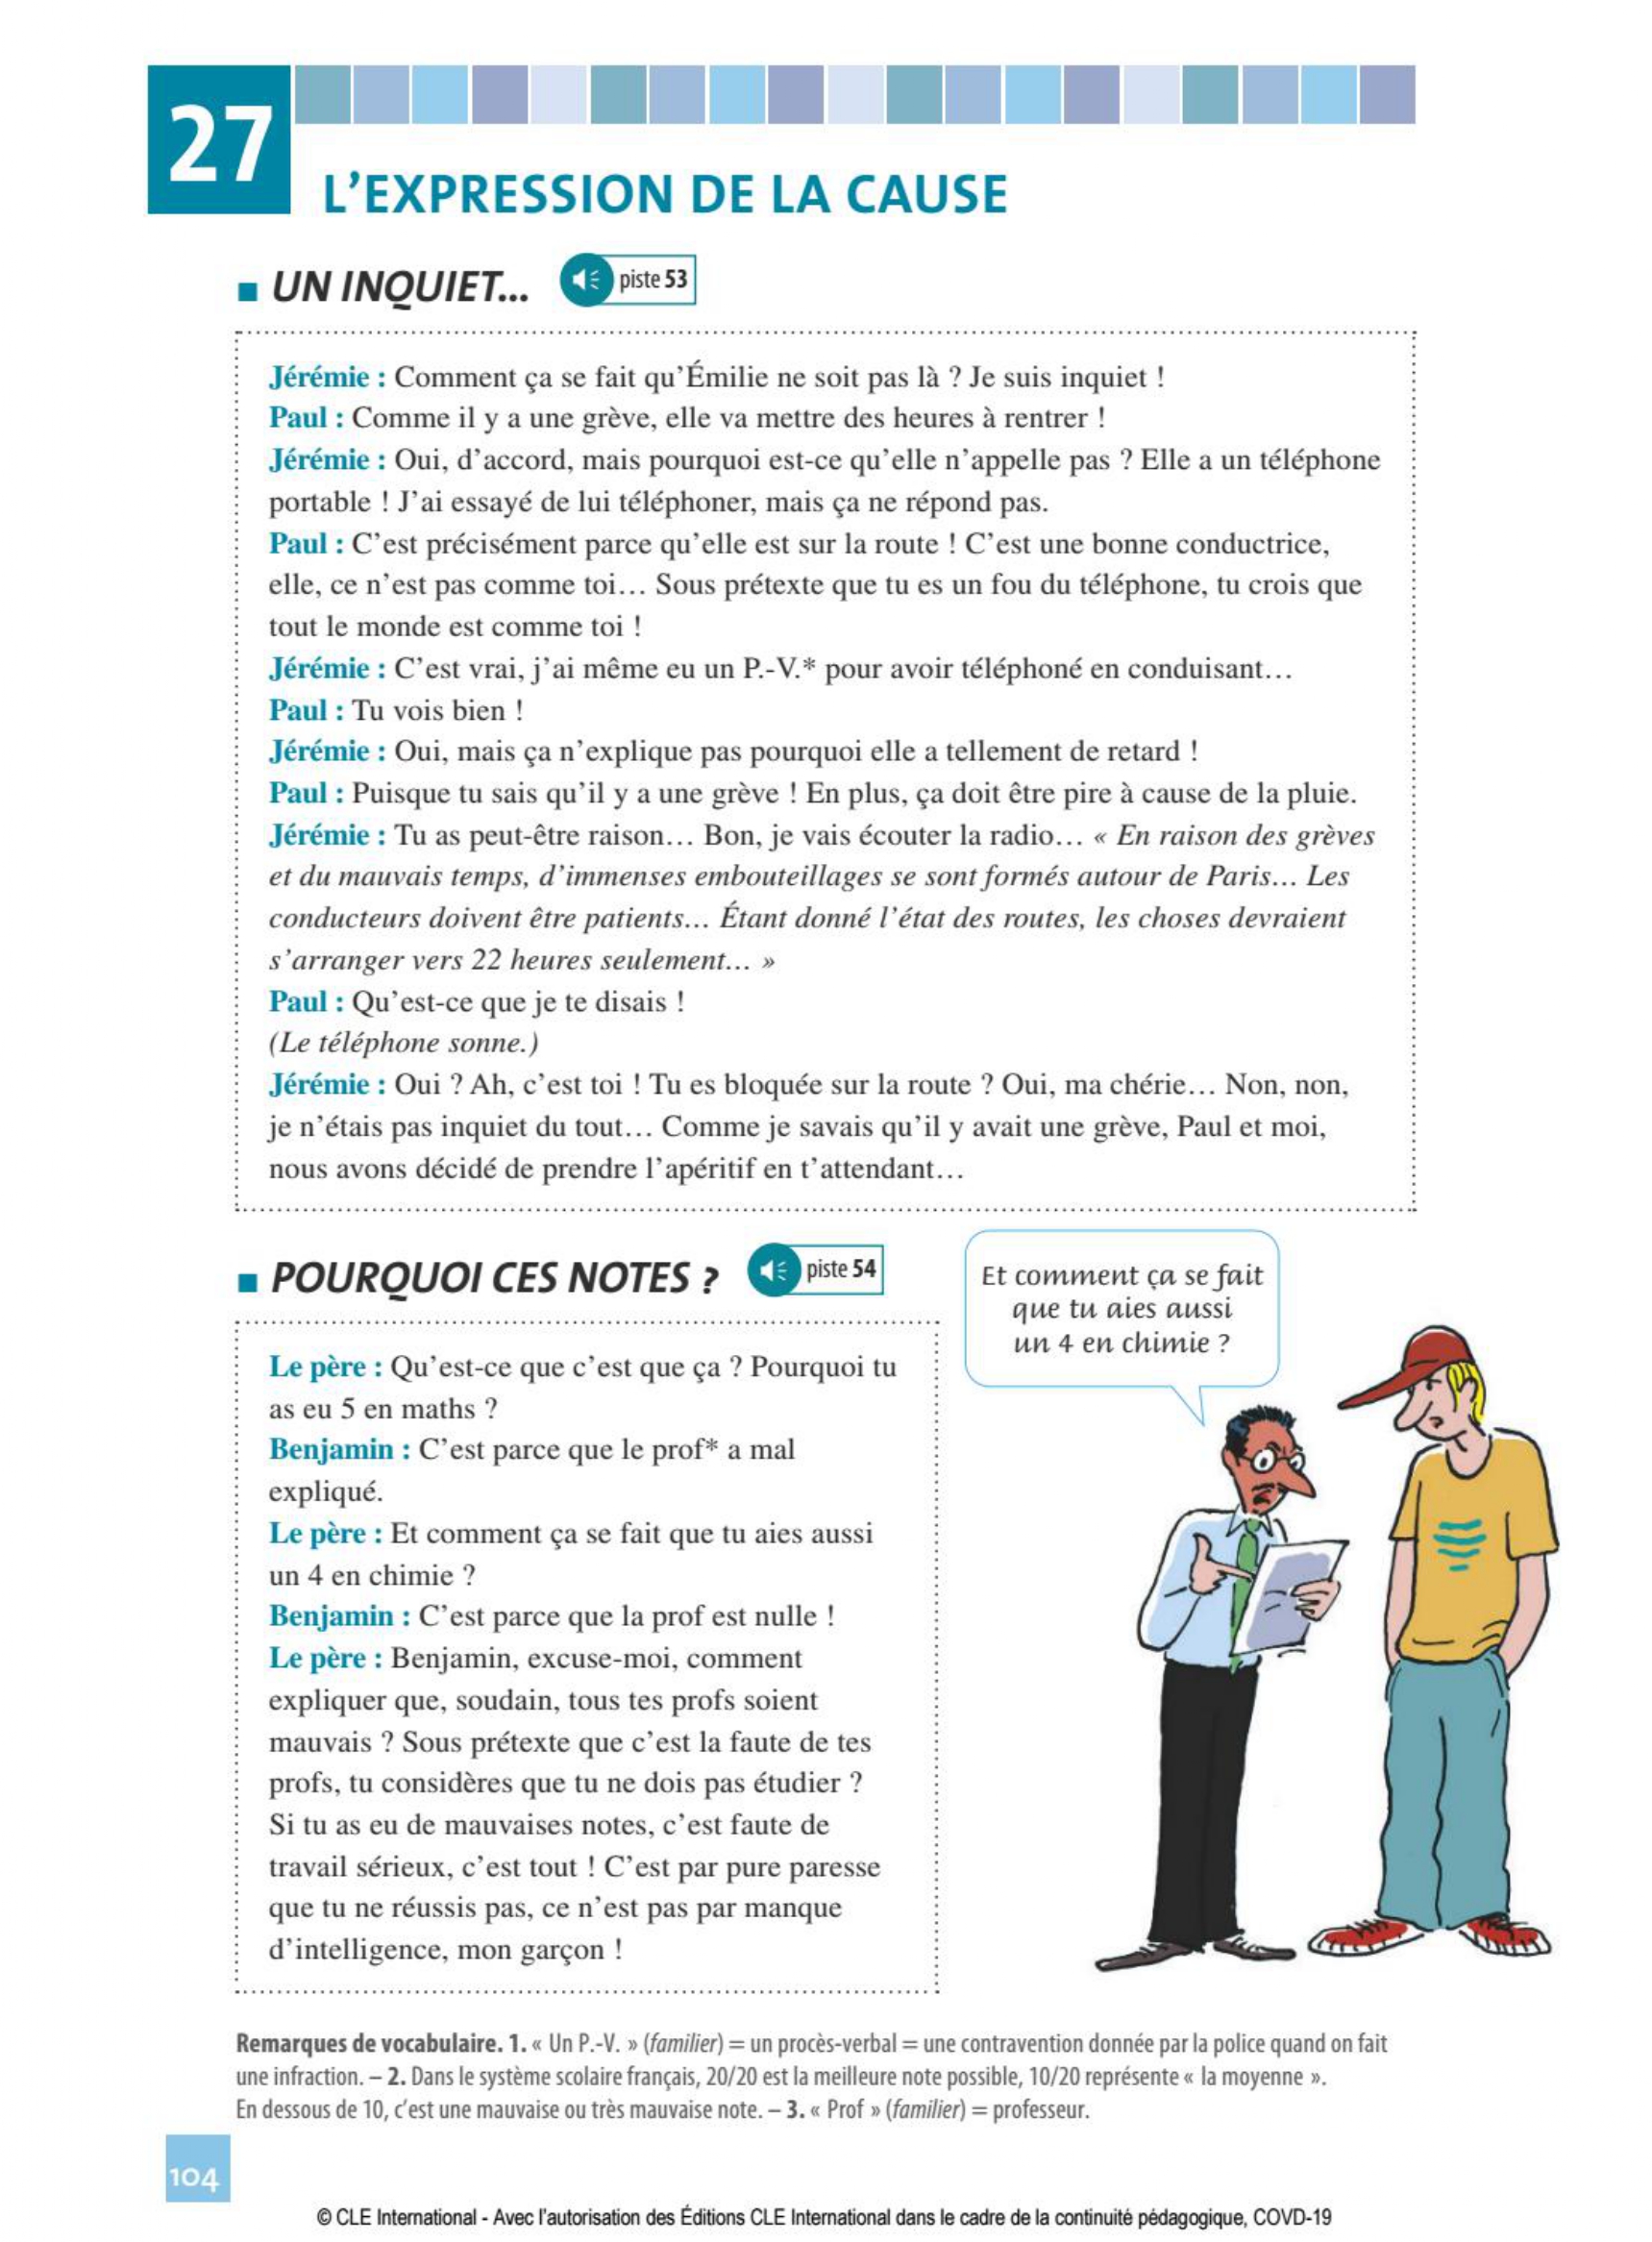 27
L'EXPRESSION DE LA CAUSE
UN INQUIET...
piste 53
Jérémie : Comment ça se fait qu'Émilie ne soit pas là ? Je suis inquiet !
Paul : Comme il y a une grève, elle va mettre des heures à rentrer !
Jérémie : Oui, d'accord, mais pourquoi est-ce qu'elle n'appelle pas ? Elle a un téléphone
portable ! J'ai essayé de lui téléphoner, mais ça ne répond pas.
Paul : C'est précisément parce qu'elle est sur la route ! C'est une bonne conductrice,
elle, ce n'est pas comme toi... Sous prétexte que tu es un fou du téléphone, tu crois que
tout le monde est comme toi !
Jérémie : C'est vrai, j'ai même eu un P.-V.* pour avoir téléphoné en conduisant...
Paul : Tu vois bien !
Jérémie : Oui, mais ça n'explique pas pourquoi elle a tellement de retard !
Paul : Puisque tu sais qu'il y a une grève ! En plus, ça doit être pire à cause de la pluie.
Jérémie : Tu as peut-être raison... Bon, je vais écouter la radio... « En raison des grèves
et du mauvais temps, d'immenses embouteillages se sont formés autour de Paris... Les
conducteurs doivent être patients... Étant donné l'état des routes, les choses devraient
s'arranger vers 22 heures seulement... »
Paul : Qu'est-ce que je te disais !
(Le téléphone sonne.)
Jérémie : Oui ? Ah, c'est toi ! Tu es bloquée sur la route ? Oui, ma chérie... Non, non,
je n'étais pas inquiet du tout... Comme je savais qu'il y avait une grève, Paul et moi,
nous avons décidé de prendre l'apéritif en t'attendant...
POURQUOI CES NOTES ?
piste 54
Le père : Qu'est-ce que c'est que ça ? Pourquoi tu
as eu 5 en maths ?
Benjamin : C'est parce que le prof* a mal
expliqué.
Le père : Et comment ça se fait que tu aies aussi
un 4 en chimie ?
Benjamin : C'est parce que la prof est nulle !
Le père : Benjamin, excuse-moi, comment
expliquer que, soudain, tous tes profs soient
mauvais ? Sous prétexte que c'est la faute de tes
profs, tu considères que tu ne dois pas étudier ?
Si tu as eu de mauvaises notes, c'est faute de
travail sérieux, c'est tout ! C'est par pure paresse
que tu ne réussis pas, ce n'est pas par manque
d'intelligence, mon garçon !
Et comment ça se fait
que tu aies aussi
un 4 en chimie ?
Remarques de vocabulaire. 1. « Un P.-V. » (familier) = un procès-verbal = une contravention donnée par la police quand on fait
une infraction. – 2. Dans le système scolaire français, 20/20 est la meilleure note possible, 10/20 représente « la moyenne ».
En dessous de 10, c'est une mauvaise ou très mauvaise note. – 3. « Prof » (familier) = professeur.
104
© CLE International - Avec l'autorisation des Éditions CLE International dans le cadre de la continuité pédagogique, COVD-19